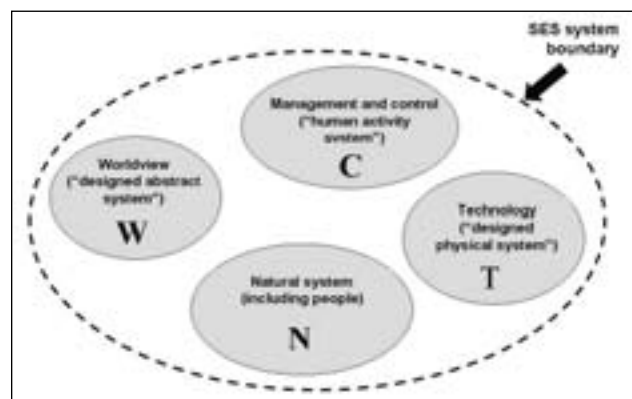 SES system
boundary
Management and control
("human activity
system")
C
Worldview
("designed abstract
system")
W
Technology
("designed
physical system")
T
Natural system
(including people)
N